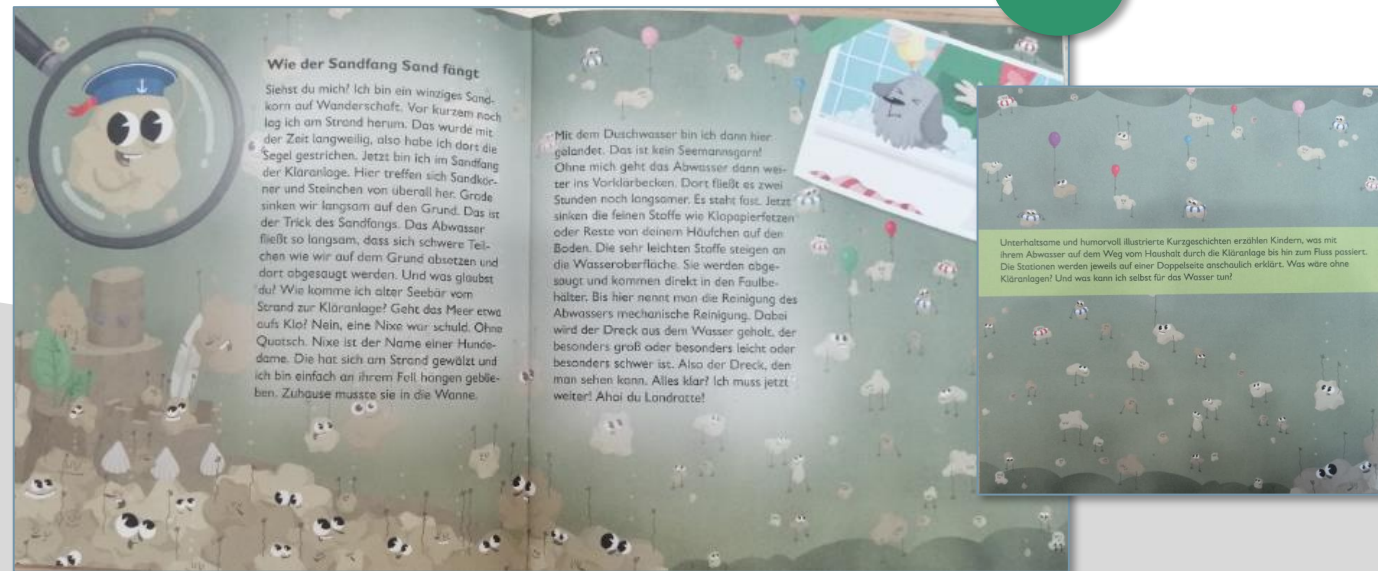 Wie der Sandfang Sand fängt
Siehst du mich? Ich bin ein winziges Sand-
korn auf Wanderschaft. Vor kurzem noch
lag ich am Strand herum. Das wurde mit
der Zeit langweilig, also habe ich dort die
Segel gestrichen. Jetzt bin ich im Sandfang
der Kläranlage. Hier treffen sich Sandkör-
ner und Steinchen von überall her. Grade
sinken wir langsam auf den Grund. Das ist
der Trick des Sandfangs. Das Abwasser
fließt so langsam, dass sich schwere Teil-
chen wie wir auf dem Grund absetzen und
dort abgesaugt werden. Und was glaubst
du? Wie komme ich alter Seebär vom
Strand zur Kläranlage? Geht das Meer etwa
aufs Klo? Nein, eine Nixe war schuld. Ohne
Quatsch. Nixe ist der Name einer Hunde-
dame. Die hat sich am Strand gewälzt und
ich bin einfach an ihrem Fell hängen geblie-
ben. Zuhause musste sie in die Wanne.
Mit dem Duschwasser bin ich dann hier
gelandet. Das ist kein Seemannsgarn!
Ohne mich geht das Abwasser dann wei-
ter ins Vorklärbecken. Dort fließt es zwei
Stunden noch langsamer. Es steht fast. Jetzt
sinken die feinen Stoffe wie Klopapierfetzen
oder Reste von deinem Häufchen auf den
Boden. Die sehr leichten Stoffe steigen an
die Wasseroberfläche. Sie werden abge-
saugt und kommen direkt in den Faulbe-
hälter. Bis hier nennt man die Reinigung des
Abwassers mechanische Reinigung. Dabei
wird der Dreck aus dem Wasser geholt, der
besonders groß oder besonders leicht oder
besonders schwer ist. Also der Dreck, den
man sehen kann. Alles klar? Ich muss jetzt
weiter! Ahoi du Landratte!
Unterhaltsame und humorvoll illustrierte Kurzgeschichten erzählen Kindern, was mit
ihrem Abwasser auf dem Weg vom Haushalt durch die Kläranlage bis hin zum Fluss passiert.
Die Stationen werden jeweils auf einer Doppelseite anschaulich erklärt. Was wäre ohne
Kläranlagen? Und was kann ich selbst für das Wasser tun?